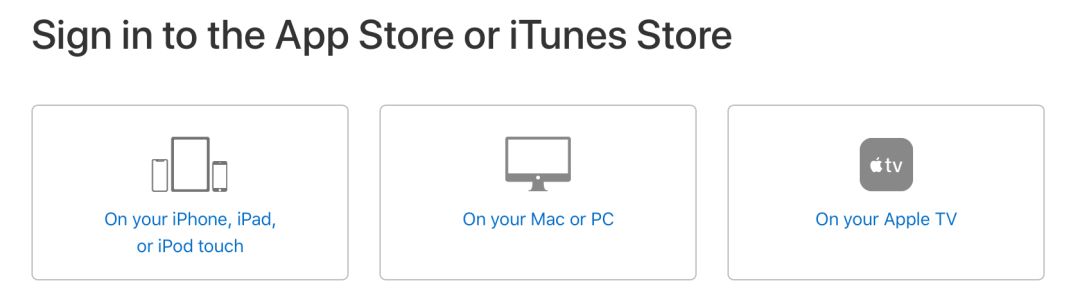 Sign in to the App Store or iTunes Store
tv
On your iPhone, iPad,
or iPod touch
On your Mac or PC
On your Apple TV